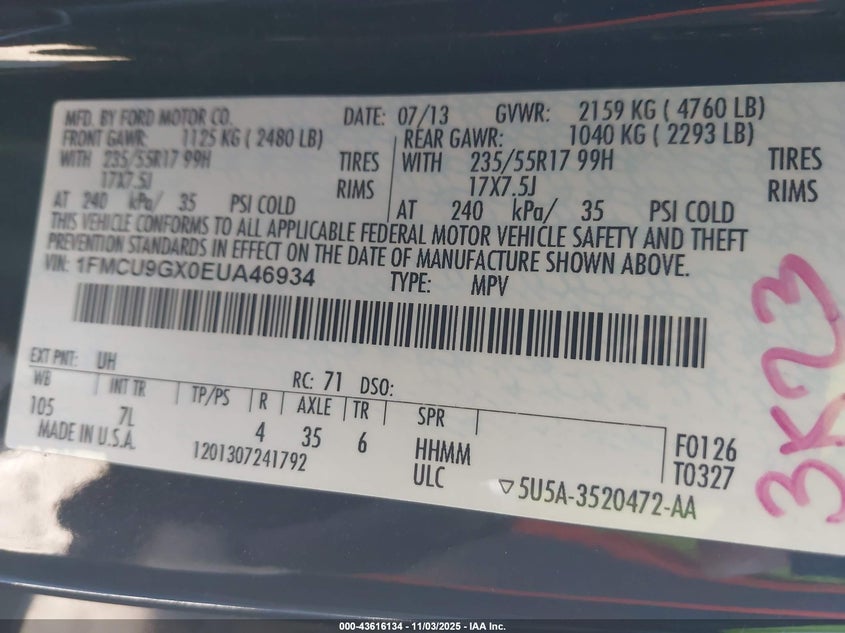 MFD. BY FORD MOTOR CO. DATE: 07/13 GVWR: 2159 KG ( 4760 LB)
FRONT GAWR: 1125 KG ( 2480 LB) REAR GAWR: 1040 KG ( 2293 LB)
WITH 235/55R17 99H TIRES WITH 235/55R17 99H TIRES
17X7.5J RIMS 17X7.5J RIMS
AT 240 kPa/ 35 PSI COLD AT 240 kPa/ 35 PSI COLD
THIS VEHICLE CONFORMS TO ALL APPLICABLE FEDERAL MOTOR VEHICLE SAFETY AND THEFT
PREVENTION STANDARDS IN EFFECT ON THE DATE OF MANUFACTURE SHOWN ABOVE.
VIN: 1FMCU9GX0EUA46934 TYPE: MPV
EXT PNT: UH RC: 71 DSO:
WB INT TR TP/PS R AXLE TR SPR
105 7L 4 35 6 HHMM F0126
MADE IN U.S.A. 1201307241792 ULC T0327
▽5U5A-3520472-AA
3K23
000-43616134 - 11/03/2025 - IAA Inc.